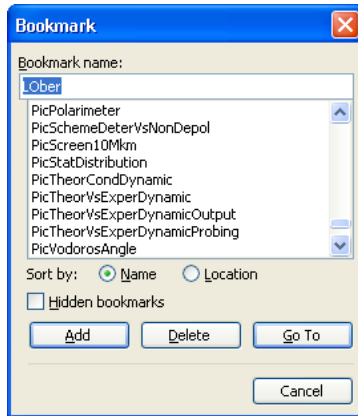 Bookmark
Bookmark name:
LOber
PicPolarimeter
PicSchemeDeterVsNonDepol
PicScreen10Mkm
PicStatDistribution
PicTheorCondDynamic
PicTheorVsExperDynamic
PicTheorVsExperDynamicOutput
PicTheorVsExperDynamicProbing
PicVodorosAngle
Sort by: Name Location
Hidden bookmarks
Add Delete Go To
Cancel